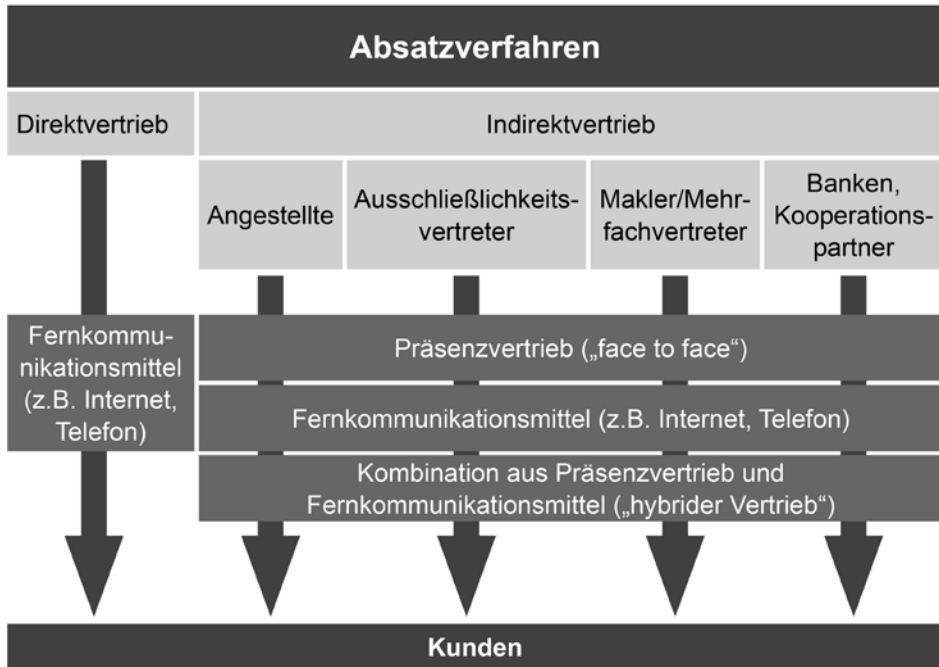 Absatzverfahren
Direktvertrieb
Indirektvertrieb
Angestellte
Ausschließlichkeits-
vertreter
Makler/Mehr-
fachvertreter
Banken,
Kooperations-
partner
Fernkommu-
nikationsmittel
(z.B. Internet,
Telefon)
Präsenzvertrieb („face to face“)
Fernkommunikationsmittel (z.B. Internet, Telefon)
Kombination aus Präsenzvertrieb und
Fernkommunikationsmittel („hybrider Vertrieb“)
Kunden